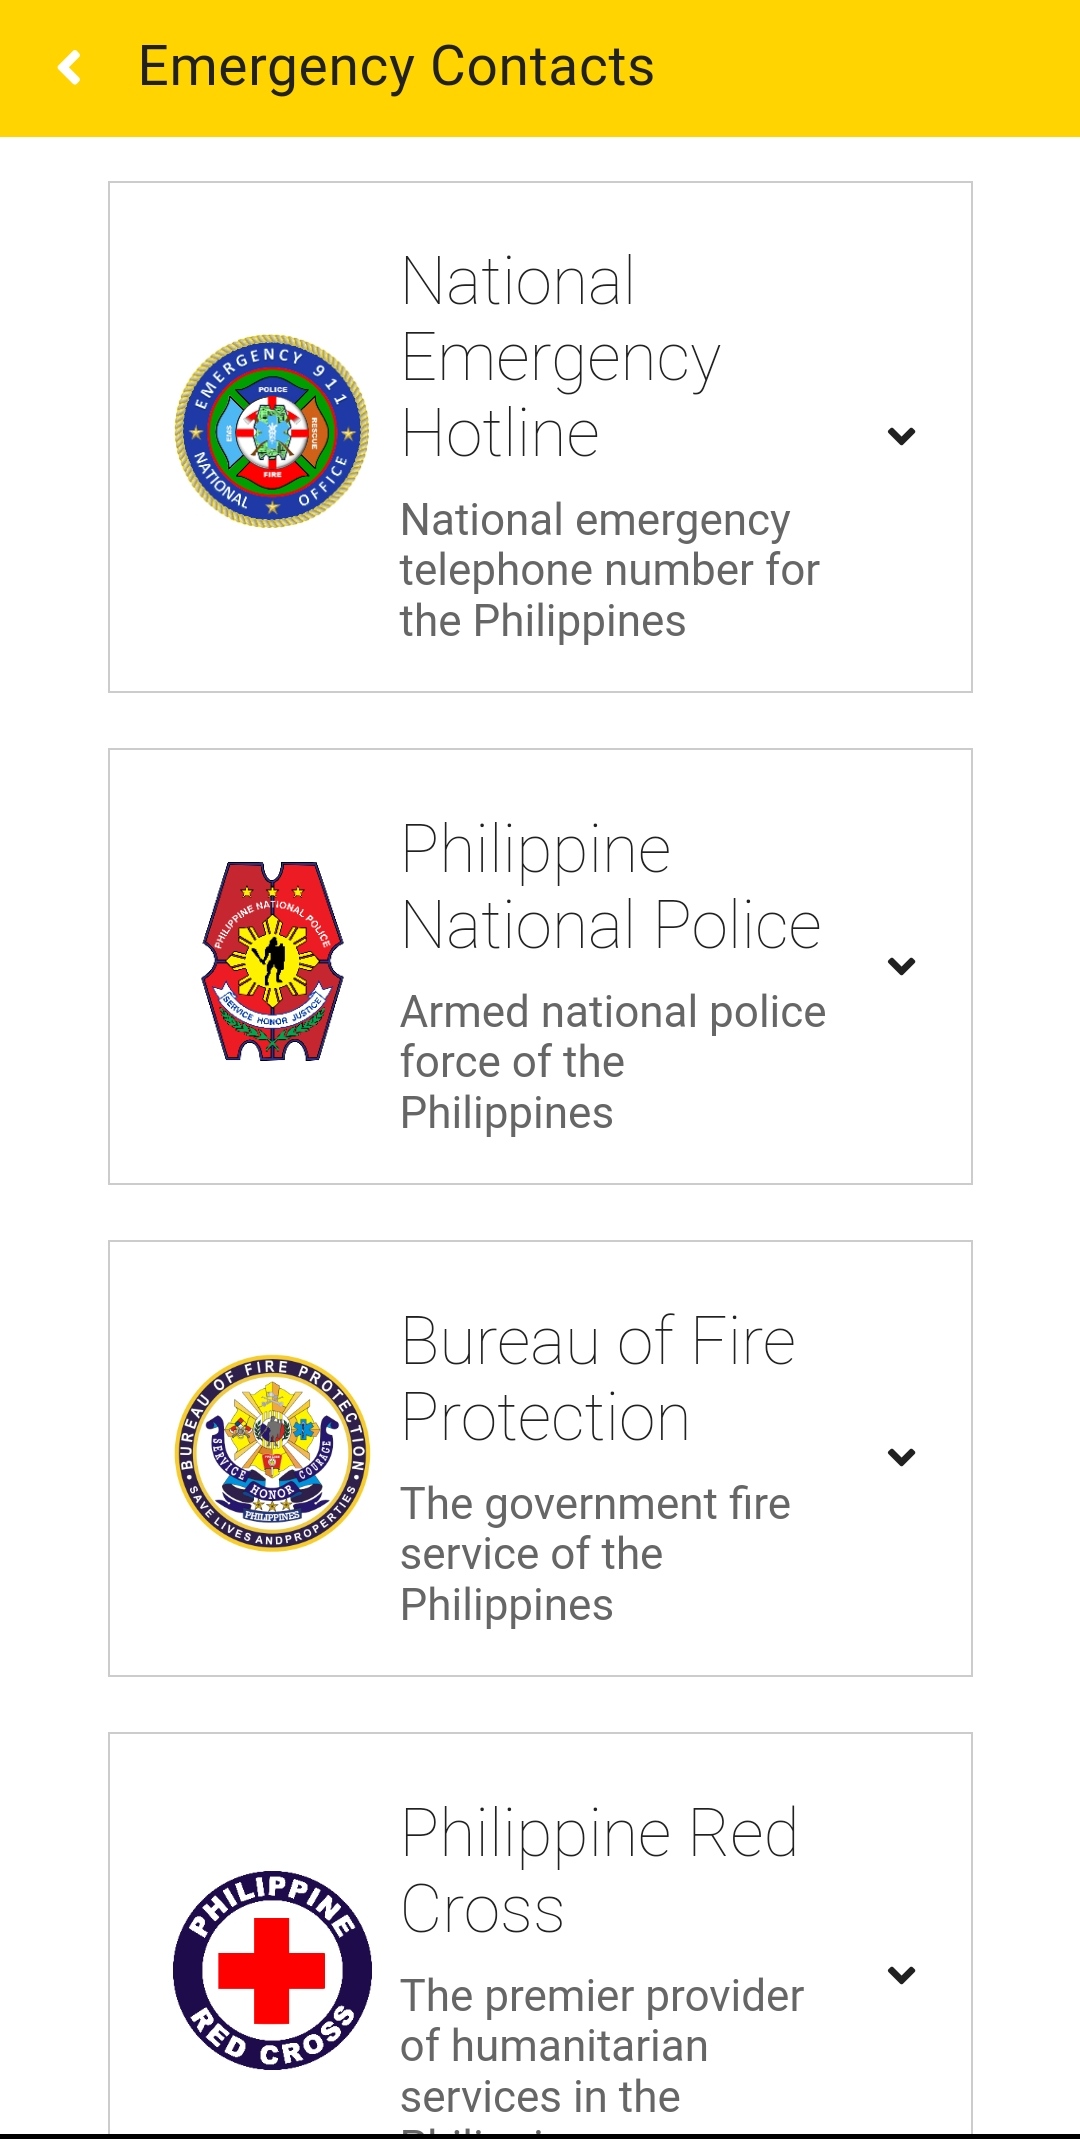 Emergency Contacts
National
Emergency
Hotline
National emergency
telephone number for
the Philippines
EMERGENCY 911
POLICE
EMS
RESCUE
FIRE
NATIONAL OFFICE
Philippine
National Police
Armed national police
force of the
Philippines
PHILIPPINE NATIONAL POLICE
SERVICE HONOR JUSTICE
Bureau of Fire
Protection
The government fire
service of the
Philippines
BUREAU OF FIRE PROTECTION
SERVICE HONOR COURAGE
PHILIPPINES
SAVE LIVES AND PROPERTIES
Philippine Red
Cross
The premier provider
of humanitarian
services in the
PHILIPPINE
RED CROSS